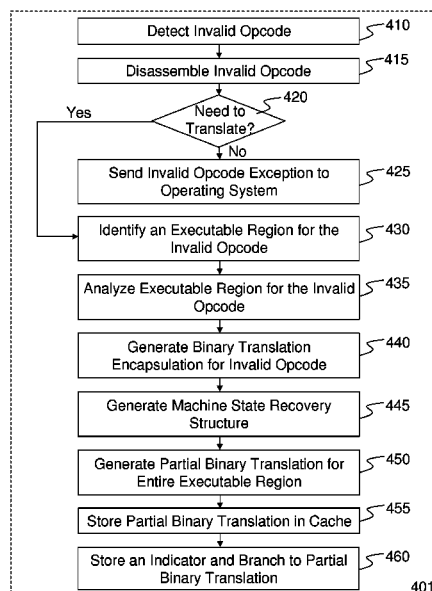 Detect Invalid Opcode
410
Disassemble Invalid Opcode
415
Need to
Translate?
420
Yes
No
Send Invalid Opcode Exception to
Operating System
425
Identify an Executable Region for the
Invalid Opcode
430
Analyze Executable Region for the Invalid
Opcode
435
Generate Binary Translation
Encapsulation for Invalid Opcode
440
Generate Machine State Recovery
Structure
445
Generate Partial Binary Translation for
Entire Executable Region
450
Store Partial Binary Translation in Cache
455
Store an Indicator and Branch to Partial
Binary Translation
460
401